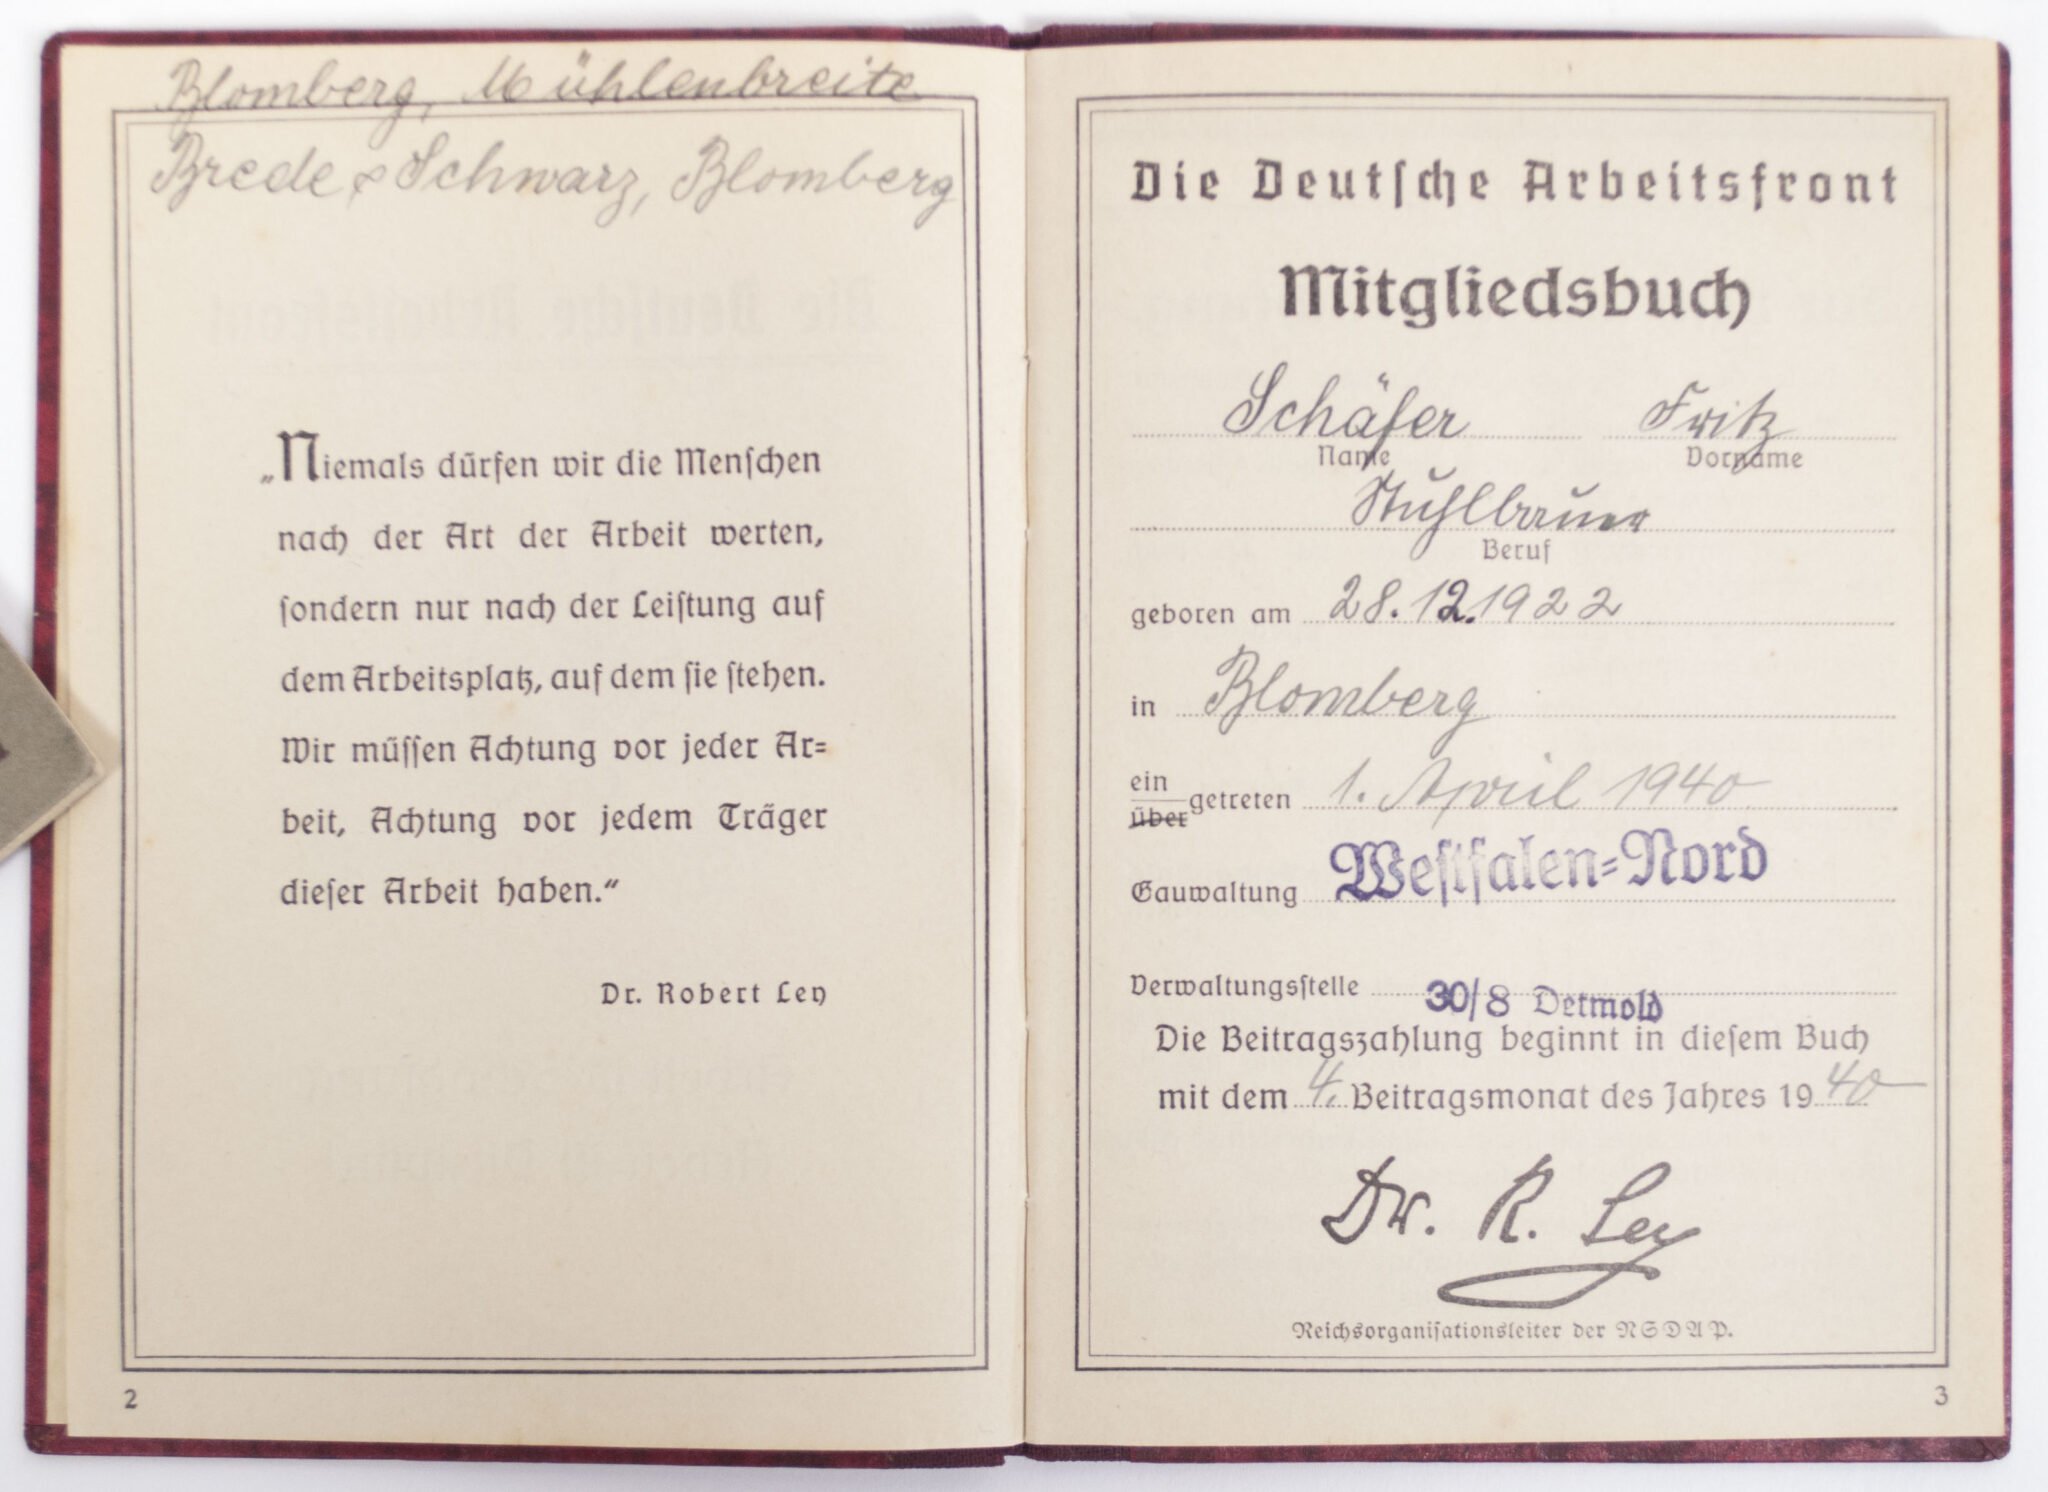 Blomberg, Mühlenbreite
Brede & Schwarz, Blomberg
„Niemals dürfen wir die Menschen
nach der Art der Arbeit werten,
sondern nur nach der Leistung auf
dem Arbeitsplatz, auf dem sie stehen.
Wir müssen Achtung vor jeder Ar=
beit, Achtung vor jedem Träger
dieser Arbeit haben.“
Dr. Robert Ley
2
Die Deutsche Arbeitsfront
Mitgliedsbuch
Schäfer Fritz
Name Vorname
Stuhlbauer
Beruf
geboren am 28.12.1922
in Blomberg
ein
über getreten 1. April 1940
Gauwaltung Westfalen=Nord
Verwaltungsstelle 30/8 Detmold
Die Beitragszahlung beginnt in diesem Buch
mit dem 4. Beitragsmonat des Jahres 1940
Dr. R. Ley
Reichsorganisationsleiter der NSDAP.
3